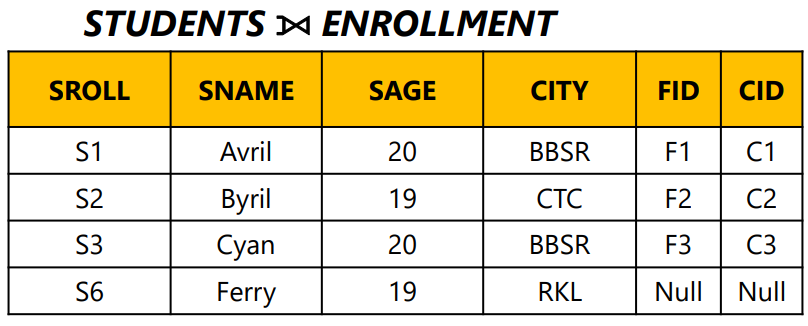 STUDENTS ⟕ ENROLLMENT
SROLL SNAME SAGE CITY FID CID
S1 Avril 20 BBSR F1 C1
S2 Byril 19 CTC F2 C2
S3 Cyan 20 BBSR F3 C3
S6 Ferry 19 RKL Null Null